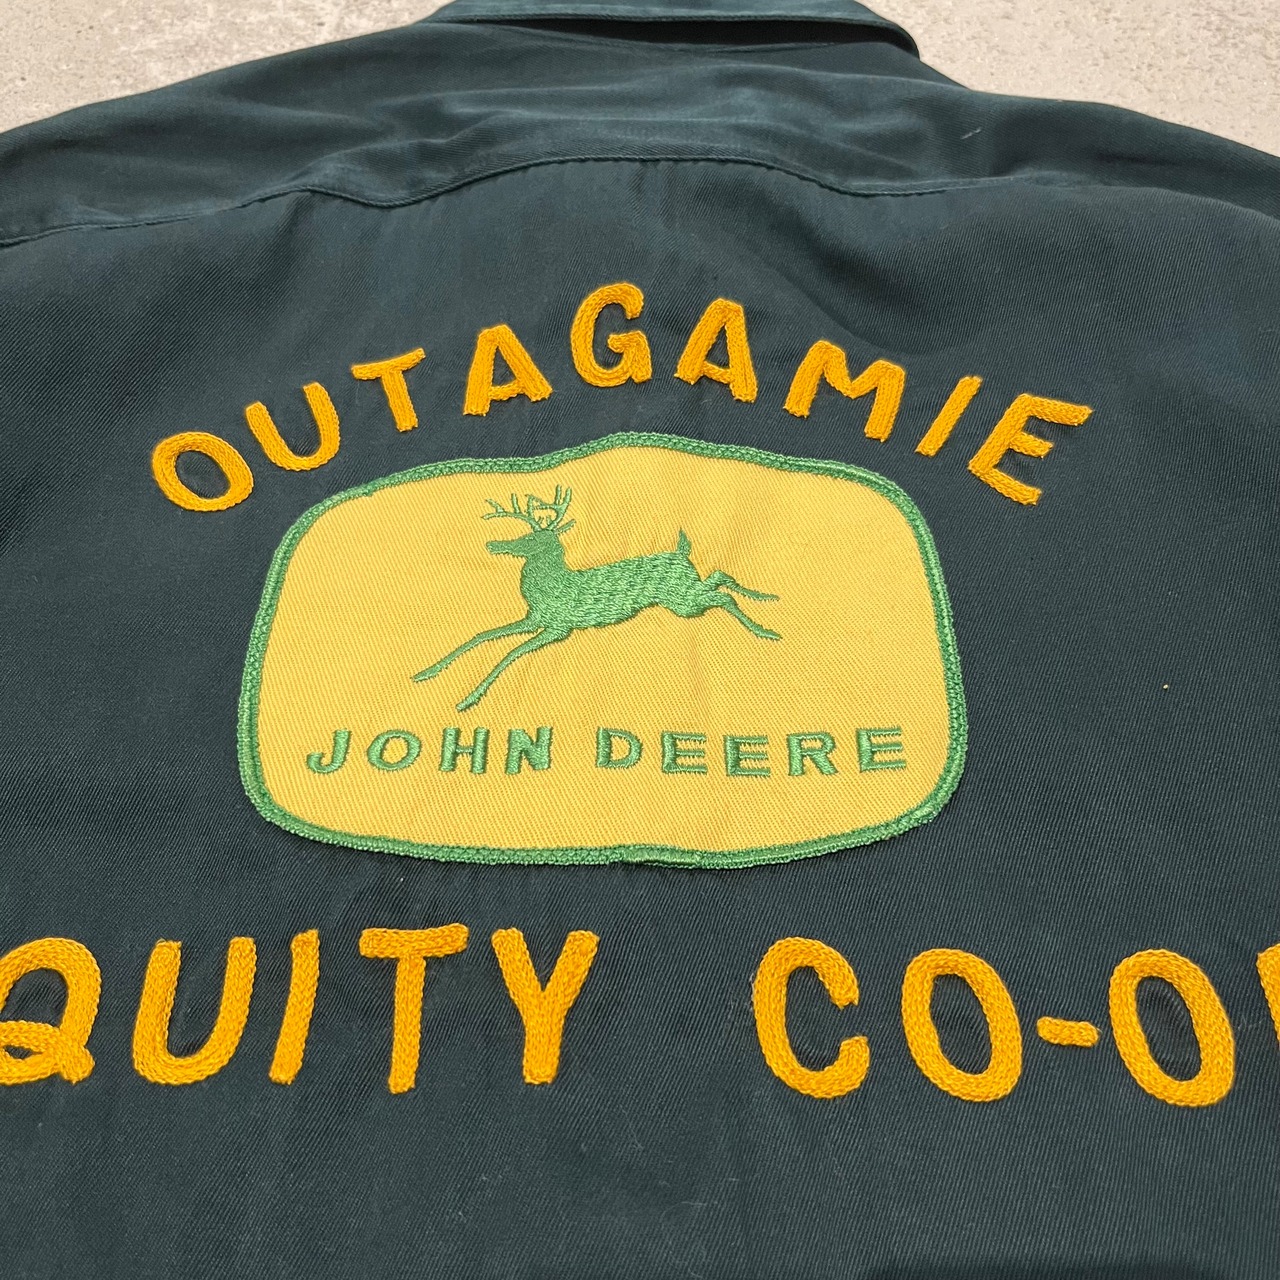 OUTAGAMIE
JOHN DEERE
QUITY CO-O